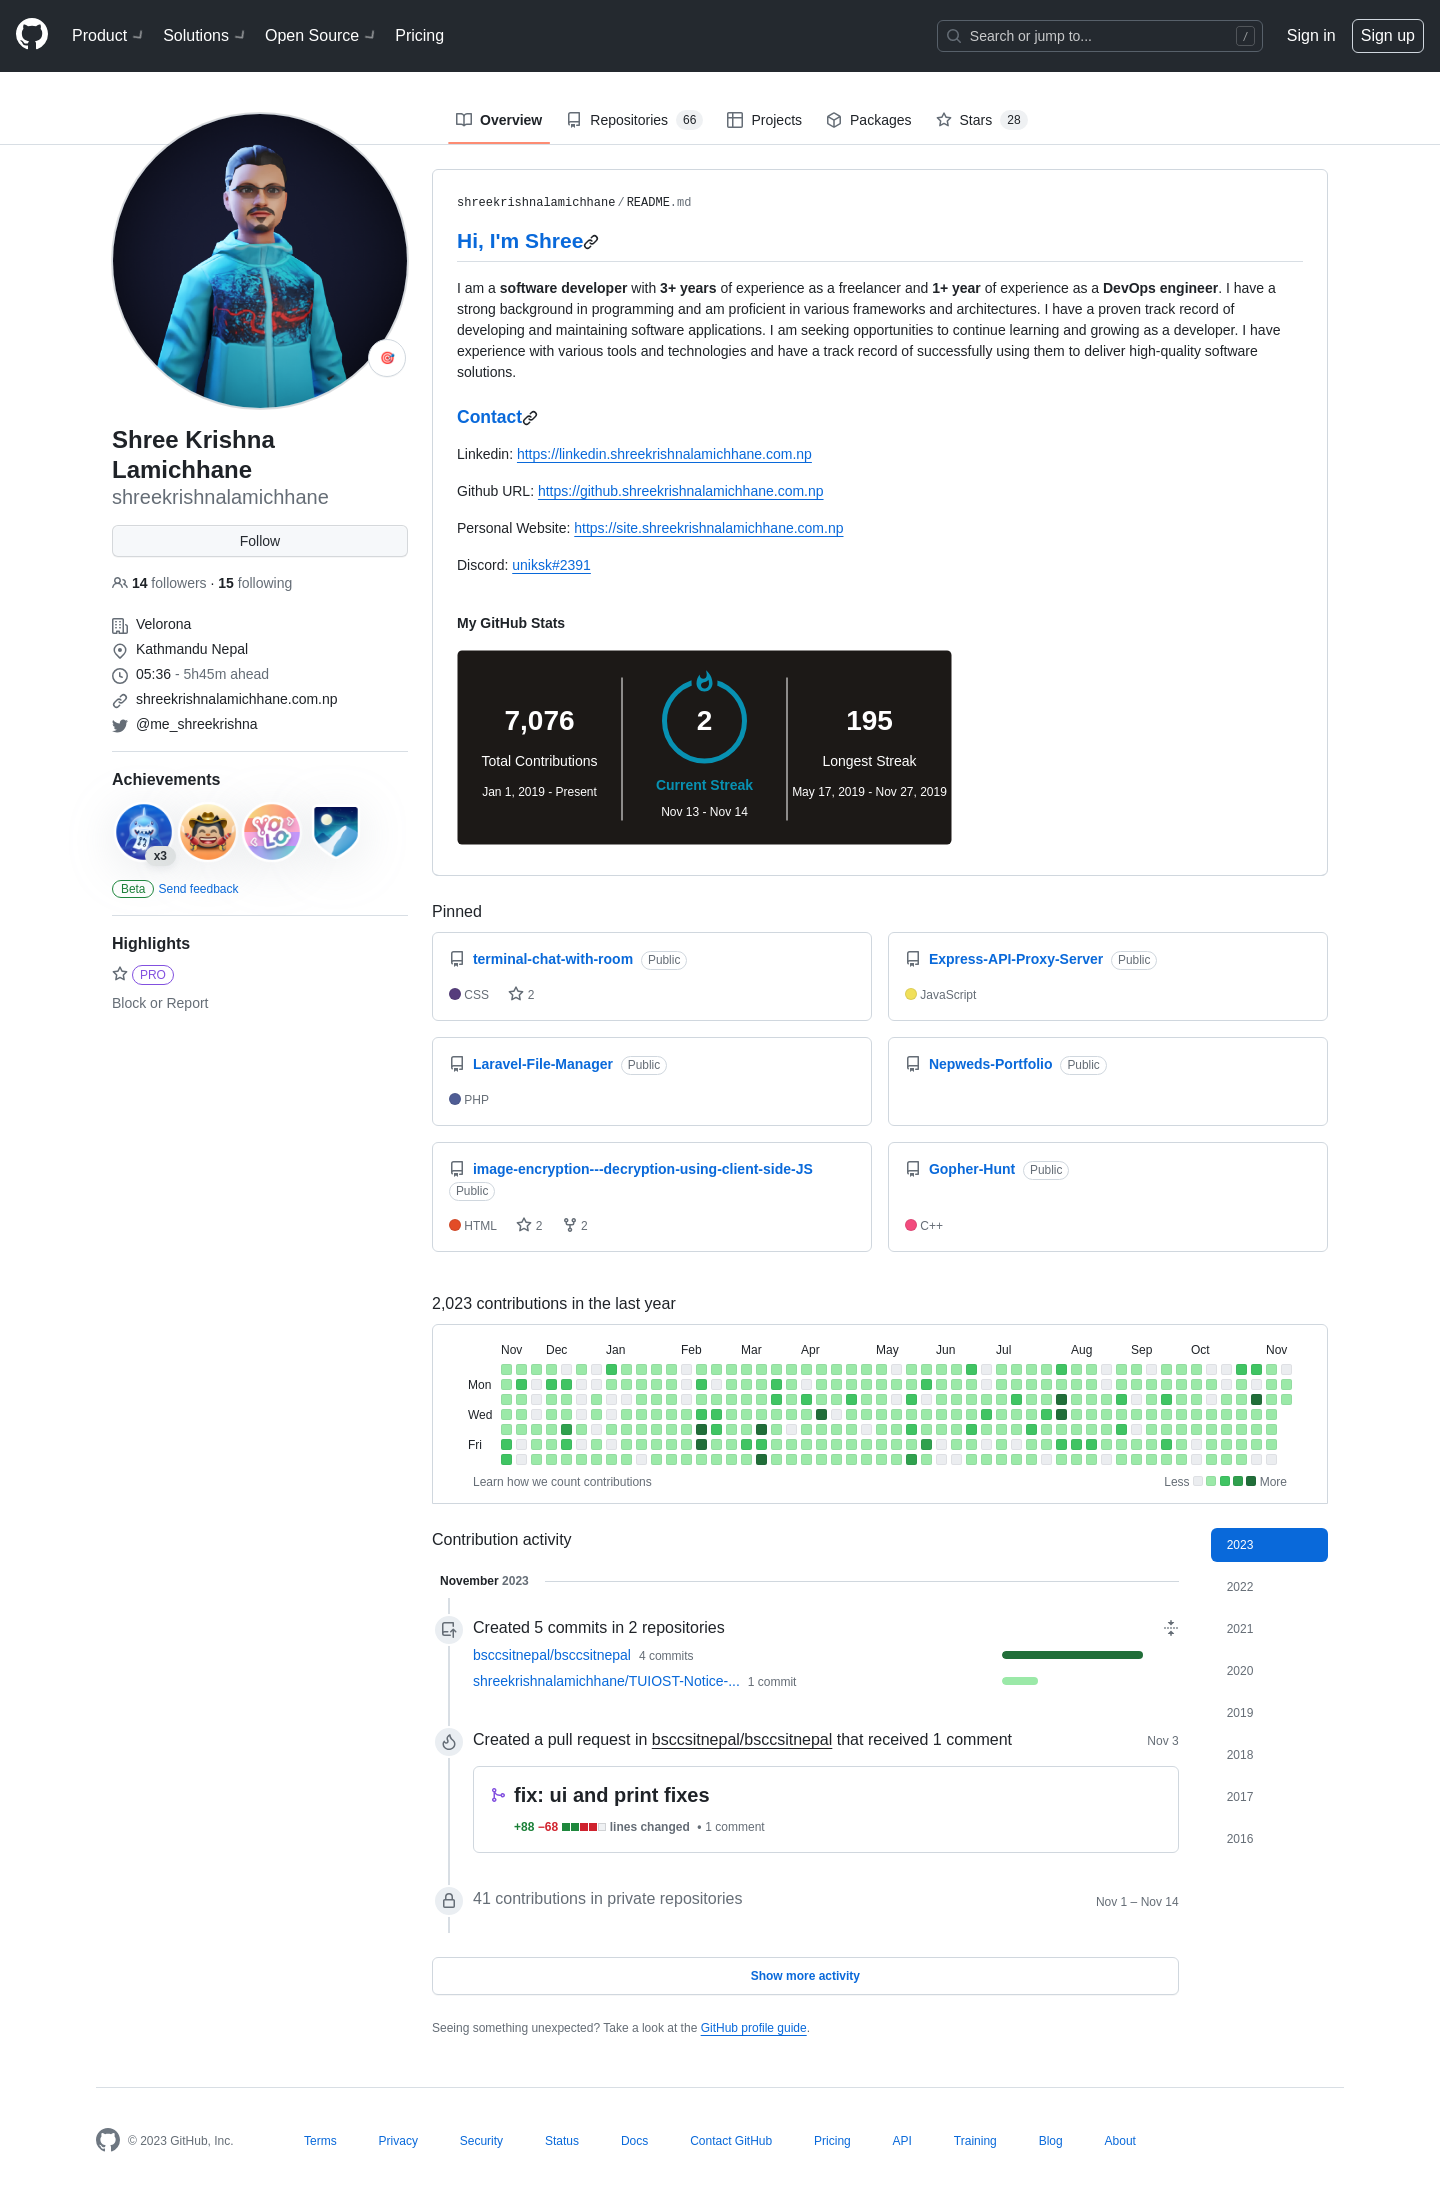 Product Solutions Open Source Pricing Search or jump to... / Sign in Sign up
Overview Repositories 66 Projects Packages Stars 28
Shree Krishna
Lamichhane
shreekrishnalamichhane
Follow
14 followers · 15 following
Velorona
Kathmandu Nepal
05:36 - 5h45m ahead
shreekrishnalamichhane.com.np
@me_shreekrishna
Achievements
YOLO
x3
Beta Send feedback
Highlights
PRO
Block or Report
shreekrishnalamichhane/README.md
Hi, I'm Shree
I am a software developer with 3+ years of experience as a freelancer and 1+ year of experience as a DevOps engineer. I have a
strong background in programming and am proficient in various frameworks and architectures. I have a proven track record of
developing and maintaining software applications. I am seeking opportunities to continue learning and growing as a developer. I have
experience with various tools and technologies and have a track record of successfully using them to deliver high-quality software
solutions.
Contact
Linkedin: https://linkedin.shreekrishnalamichhane.com.np
Github URL: https://github.shreekrishnalamichhane.com.np
Personal Website: https://site.shreekrishnalamichhane.com.np
Discord: uniksk#2391
My GitHub Stats
7,076
Total Contributions
Jan 1, 2019 - Present
2
Current Streak
Nov 13 - Nov 14
195
Longest Streak
May 17, 2019 - Nov 27, 2019
Pinned
terminal-chat-with-room Public
CSS 2
Express-API-Proxy-Server Public
JavaScript
Laravel-File-Manager Public
PHP
Nepweds-Portfolio Public
image-encryption---decryption-using-client-side-JS
Public
HTML 2 2
Gopher-Hunt Public
C++
2,023 contributions in the last year
Nov Dec Jan Feb Mar Apr May Jun Jul Aug Sep Oct Nov
Mon
Wed
Fri
Learn how we count contributions Less More
Contribution activity
November 2023
Created 5 commits in 2 repositories
bsccsitnepal/bsccsitnepal 4 commits
shreekrishnalamichhane/TUIOST-Notice-... 1 commit
Created a pull request in bsccsitnepal/bsccsitnepal that received 1 comment Nov 3
fix: ui and print fixes
+88 −68 lines changed • 1 comment
41 contributions in private repositories Nov 1 – Nov 14
Show more activity
Seeing something unexpected? Take a look at the GitHub profile guide.
2023
2022
2021
2020
2019
2018
2017
2016
© 2023 GitHub, Inc. Terms Privacy Security Status Docs Contact GitHub Pricing API Training Blog About